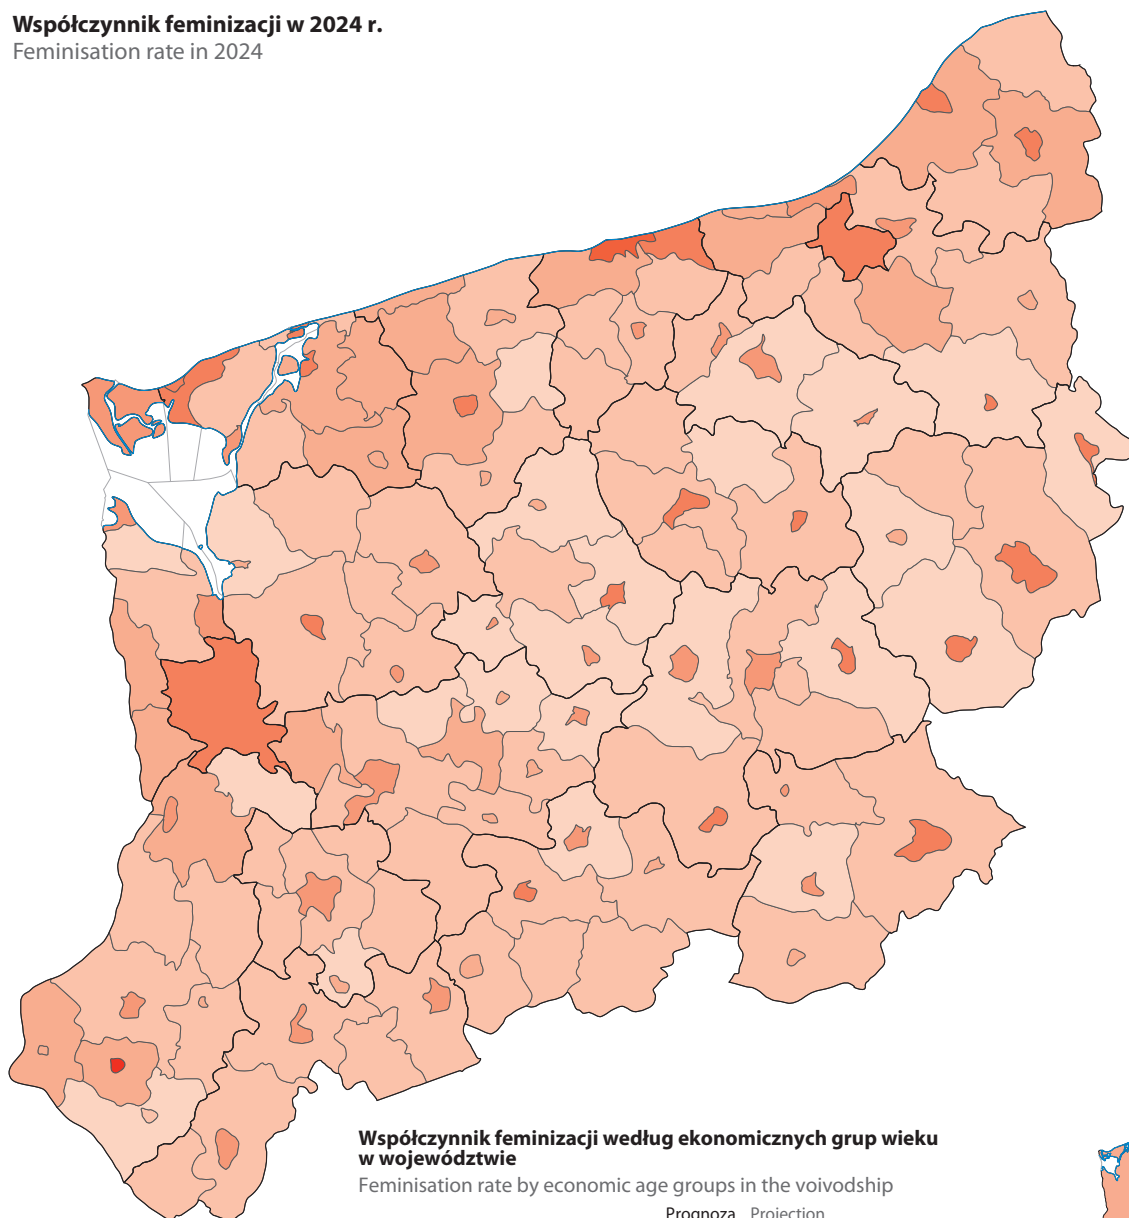 Współczynnik feminizacji w 2024 r.
Feminisation rate in 2024
Współczynnik feminizacji według ekonomicznych grup wieku
w województwie
Feminisation rate by economic age groups in the voivodship
Prognoza Projection